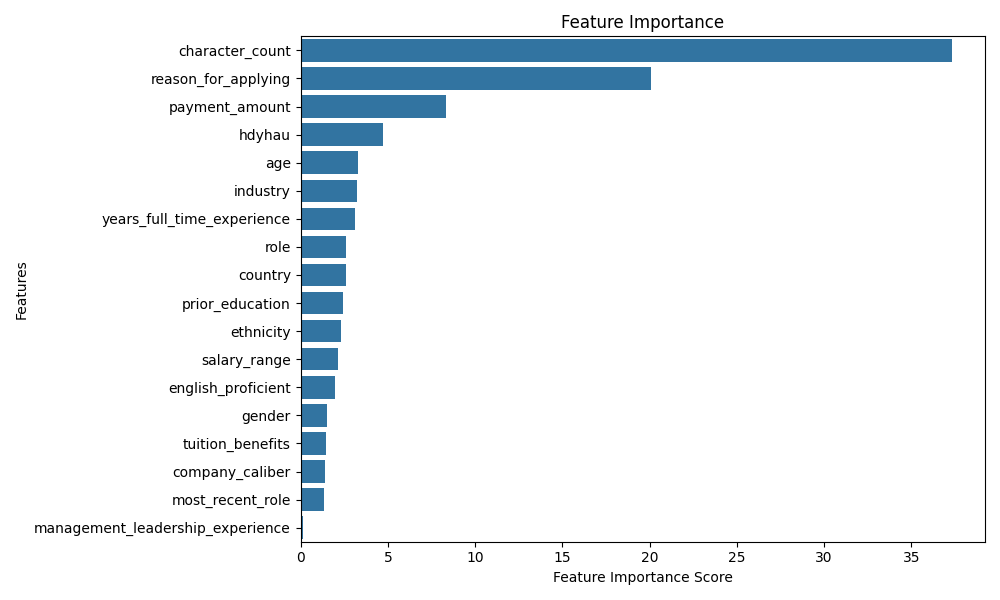 Feature Importance
character_count
reason_for_applying
payment_amount
hdyhau
age
industry
years_full_time_experience
role
country
prior_education
ethnicity
salary_range
english_proficient
gender
tuition_benefits
company_caliber
most_recent_role
management_leadership_experience
Features
0 5 10 15 20 25 30 35
Feature Importance Score